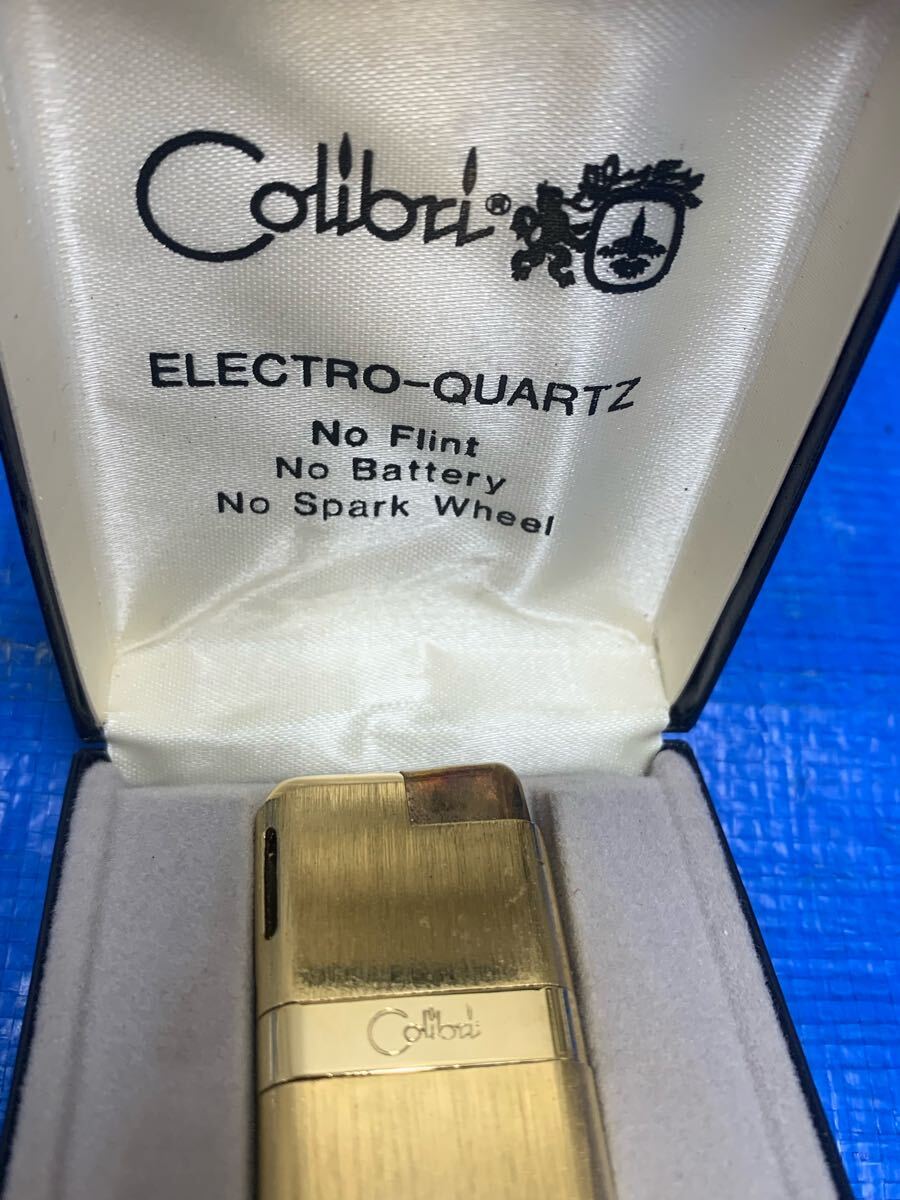 Colibri®
ELECTRO-QUARTZ
No Flint
No Battery
No Spark Wheel
Colibri